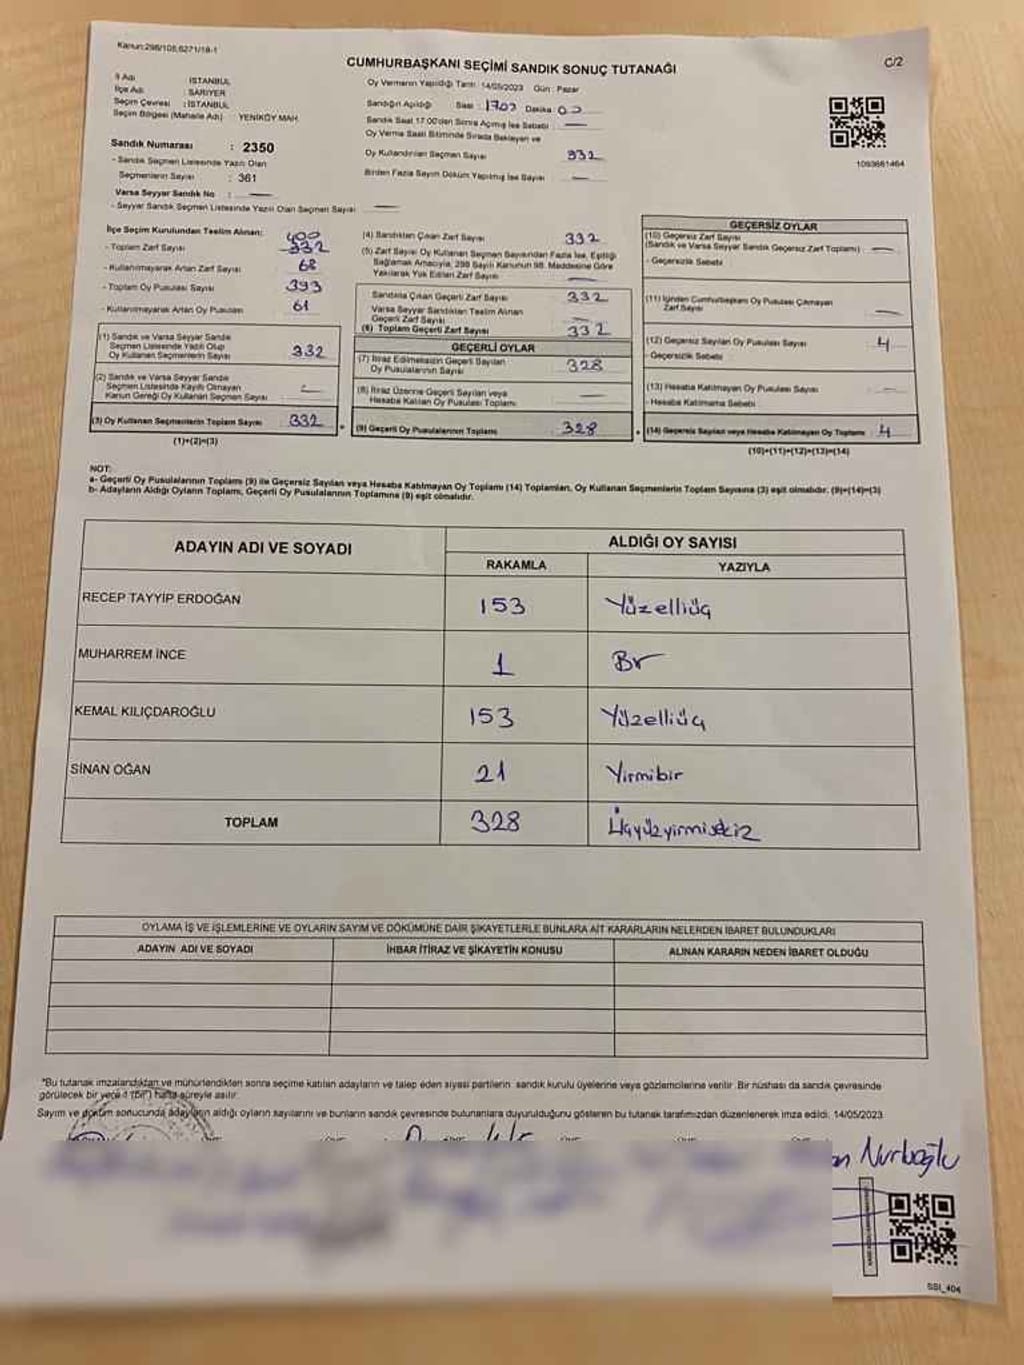 Kanun:298/105,6271/18-1
CUMHURBAŞKANI SEÇİMİ SANDIK SONUÇ TUTANAĞI
C/2
İl Adı : İSTANBUL
İlçe Adı : SARIYER
Seçim Çevresi : İSTANBUL
Seçim Bölgesi (Mahalle Adı) : YENİKÖY MAH.
Oy Vermenin Yapıldığı Tarih: 14/05/2023 Gün : Pazar
Sandığın Açıldığı Saat : 1703 Dakika :
Sandık Saat 17.00'den Sonra Açılmış İse Sebebi —
Oy Verme Saati Bitiminde Sırada Bekleyen ve
Oy Kullandırılan Seçmen Sayısı 332
Birden Fazla Sayım Döküm Yapılmış İse Sayısı —
1093661464
Sandık Numarası : 2350
- Sandık Seçmen Listesinde Yazılı Olan
Seçmenlerin Sayısı : 361
Varsa Seyyar Sandık No : —
- Seyyar Sandık Seçmen Listesinde Yazılı Olan Seçmen Sayısı —
İlçe Seçim Kurulundan Teslim Alınan: 400
- Toplam Zarf Sayısı 332
- Kullanılmayarak Artan Zarf Sayısı 68
- Toplam Oy Pusulası Sayısı 393
- Kullanılmayarak Artan Oy Pusulası 61
(1) Sandık ve Varsa Seyyar Sandık
Seçmen Listesinde Yazılı Olup
Oy Kullanan Seçmenlerin Sayısı 332
(2) Sandık ve Varsa Seyyar Sandık
Seçmen Listesinde Kayıtlı Olmayan
Kanun Gereği Oy Kullanan Seçmen Sayısı —
(3) Oy Kullanan Seçmenlerin Toplam Sayısı 332
(1)+(2)=(3)
(4) Sandıktan Çıkan Zarf Sayısı 332
(5) Zarf Sayısı Oy Kullanan Seçmen Sayısından Fazla İse, Eşitliği
Sağlamak Amacıyla, 298 Sayılı Kanunun 98. Maddesine Göre
Yakılarak Yok Edilen Zarf Sayısı —
Sandıkta Çıkan Geçerli Zarf Sayısı 332
Varsa Seyyar Sandıktan Teslim Alınan
Geçerli Zarf Sayısı —
(6) Toplam Geçerli Zarf Sayısı 332
GEÇERLİ OYLAR
(7) İtiraz Edilmeksizin Geçerli Sayılan
Oy Pusulalarının Sayısı 328
(8) İtiraz Üzerine Geçerli Sayılan veya
Hesaba Katılan Oy Pusulası Toplamı —
(9) Geçerli Oy Pusulalarının Toplamı 328
GEÇERSİZ OYLAR
(10) Geçersiz Zarf Sayısı
(Sandık ve Varsa Seyyar Sandık Geçersiz Zarf Toplamı) —
- Geçersizlik Sebebi
(11) İçinden Cumhurbaşkanı Oy Pusulası Çıkmayan
Zarf Sayısı —
(12) Geçersiz Sayılan Oy Pusulası Sayısı 4
- Geçersizlik Sebebi
(13) Hesaba Katılmayan Oy Pusulası Sayısı —
- Hesaba Katılmama Sebebi
(14) Geçersiz Sayılan veya Hesaba Katılmayan Oy Toplamı 4
(10)+(11)+(12)+(13)=(14)
NOT:
a- Geçerli Oy Pusulalarının Toplamı (9) ile Geçersiz Sayılan veya Hesaba Katılmayan Oy Toplamı (14) Toplamları, Oy Kullanan Seçmenlerin Toplam Sayısına (3) eşit olmalıdır. (9)+(14)=(3)
b- Adayların Aldığı Oyların Toplamı, Geçerli Oy Pusulalarının Toplamına (9) eşit olmalıdır.
ADAYIN ADI VE SOYADI
ALDIĞI OY SAYISI
RAKAMLA YAZIYLA
RECEP TAYYİP ERDOĞAN 153 Yüzelliüç
MUHARREM İNCE 1 Bir
KEMAL KILIÇDAROĞLU 153 Yüzelliüç
SİNAN OĞAN 21 Yirmibir
TOPLAM 328 Üçyüzyirmisekiz
OYLAMA İŞ VE İŞLEMLERİNE VE OYLARIN SAYIM VE DÖKÜMÜNE DAİR ŞİKAYETLERLE BUNLARA AİT KARARLARIN NELERDEN İBARET BULUNDUKLARI
ADAYIN ADI VE SOYADI İHBAR İTİRAZ VE ŞİKAYETİN KONUSU ALINAN KARARIN NEDEN İBARET OLDUĞU
*Bu tutanak imzalandıktan ve mühürlendikten sonra seçime katılan adayların ve talep eden siyasi partilerin sandık kurulu üyelerine veya gözlemcilerine verilir. Bir nüshası da sandık çevresinde
görülecek bir yere 1 (bir) hafta süreyle asılır.
Sayım ve döküm sonucunda adayların aldığı oyların sayılarını ve bunların sandık çevresinde bulunanlara duyurulduğunu gösteren bu tutanak tarafımızdan düzenlenerek imza edildi. 14/05/2023
Nurboğlu
SSI_404